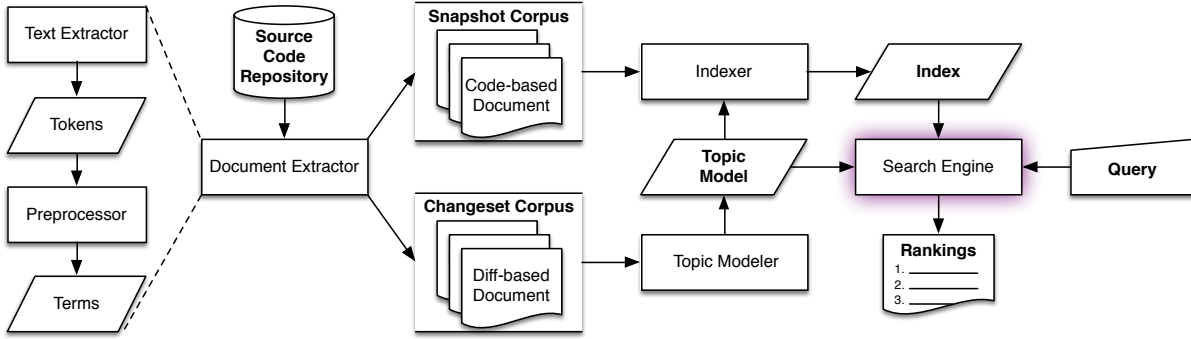 Text Extractor
Tokens
Preprocessor
Terms
Source
Code
Repository
Document Extractor
Snapshot Corpus
Code-based
Document
Changeset Corpus
Diff-based
Document
Indexer
Topic
Model
Topic Modeler
Index
Search Engine
Query
Rankings
1.
2.
3.